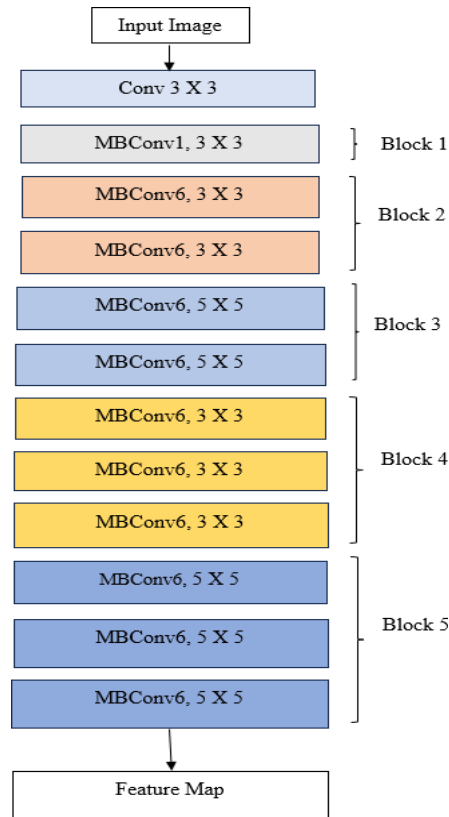 Input Image
Conv 3 X 3
MBConv1, 3 X 3
Block 1
MBConv6, 3 X 3
Block 2
MBConv6, 3 X 3
MBConv6, 5 X 5
Block 3
MBConv6, 5 X 5
MBConv6, 3 X 3
MBConv6, 3 X 3
Block 4
MBConv6, 3 X 3
MBConv6, 5 X 5
MBConv6, 5 X 5
Block 5
MBConv6, 5 X 5
Feature Map